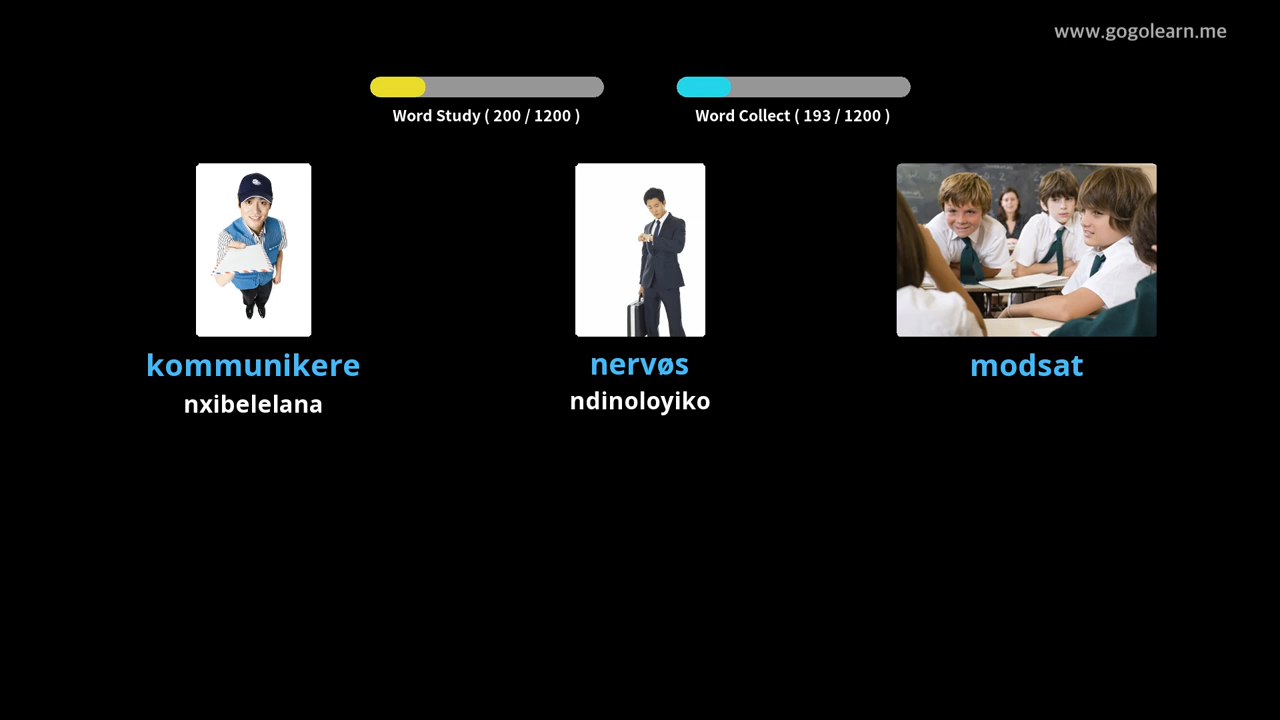 www.gogolearn.me
Word Study ( 200 / 1200 )
Word Collect ( 193 / 1200 )
kommunikere
nervøs
modsat
nxibelelana
ndinoloyiko